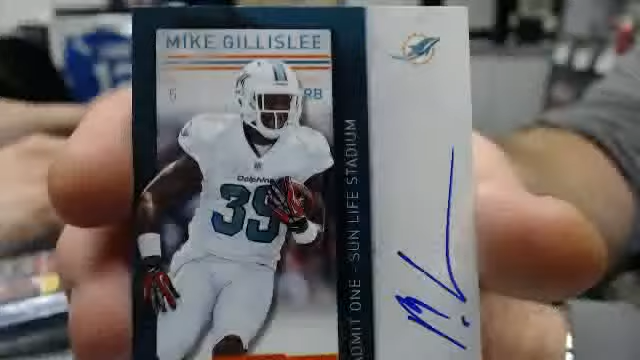 MIKE GILLISLEE
RB
Dolphins
39
ADMIT ONE - SUN LIFE STADIUM